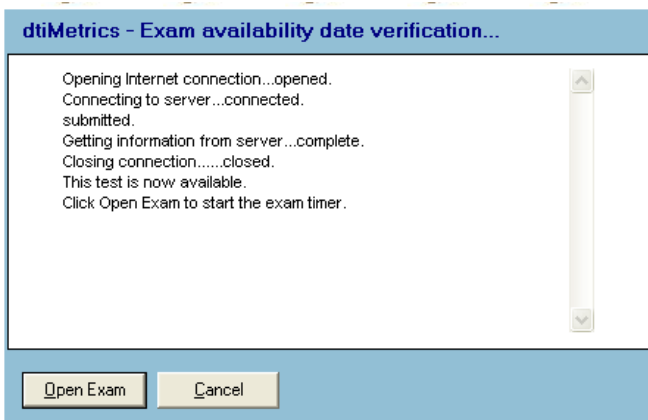 dtiMetrics - Exam availability date verification...
Opening Internet connection...opened.
Connecting to server...connected.
submitted.
Getting information from server...complete.
Closing connection......closed.
This test is now available.
Click Open Exam to start the exam timer.
Open Exam
Cancel